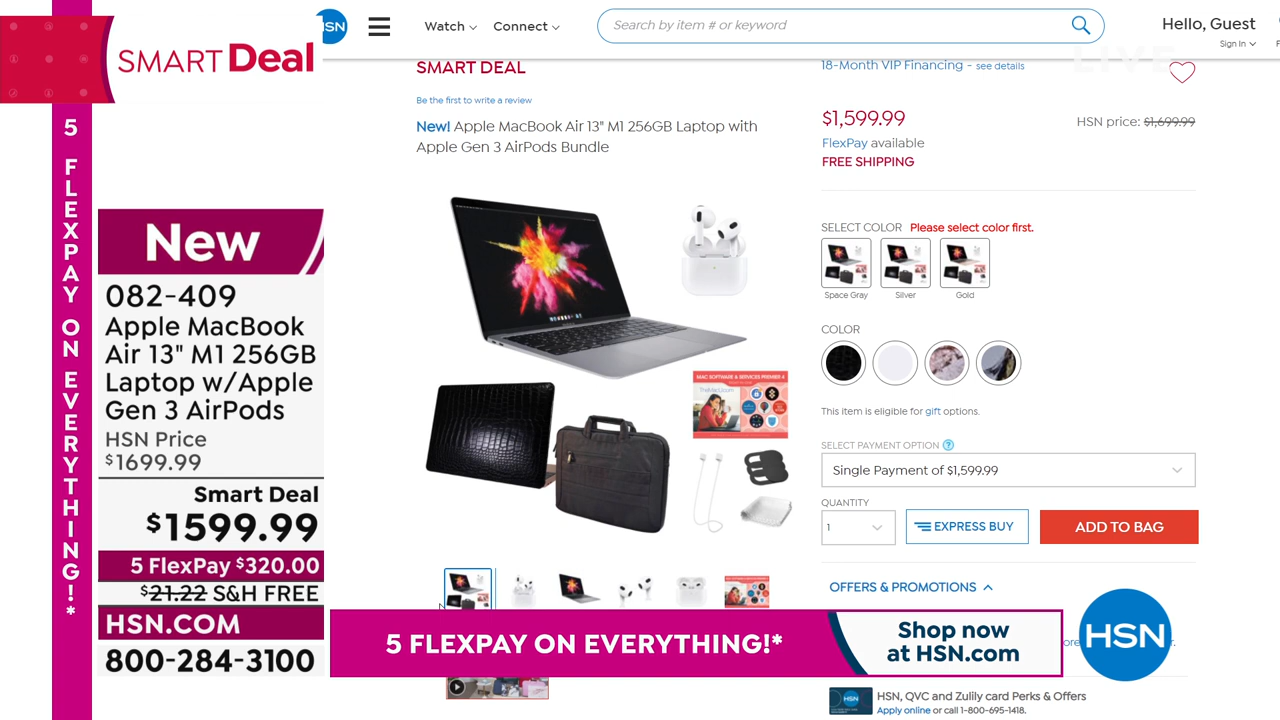 SMART Deal
5 FLEXPAY ON EVERYTHING!*
New
082-409
Apple MacBook
Air 13" M1 256GB
Laptop w/Apple
Gen 3 AirPods
HSN Price
$1699.99
Smart Deal
$1599.99
5 FlexPay $320.00
$21.22 S&H FREE
HSN.COM
800-284-3100
HSN
Watch
Connect
Search by item # or keyword
Hello, Guest
Sign In
LIVE
SMART DEAL
Be the first to write a review
New! Apple MacBook Air 13" M1 256GB Laptop with
Apple Gen 3 AirPods Bundle
MAC SOFTWARE & SERVICES PREMIER 4
18-Month VIP Financing - see details
$1,599.99
HSN price: $1,699.99
FlexPay available
FREE SHIPPING
SELECT COLOR Please select color first.
Space Gray
Silver
Gold
COLOR
This item is eligible for gift options.
SELECT PAYMENT OPTION ?
Single Payment of $1,599.99
QUANTITY
1
EXPRESS BUY
ADD TO BAG
OFFERS & PROMOTIONS
5 FLEXPAY ON EVERYTHING!*
Shop now
at HSN.com
HSN
HSN, QVC and Zulily card Perks & Offers
Apply online or call 1-800-695-1418.